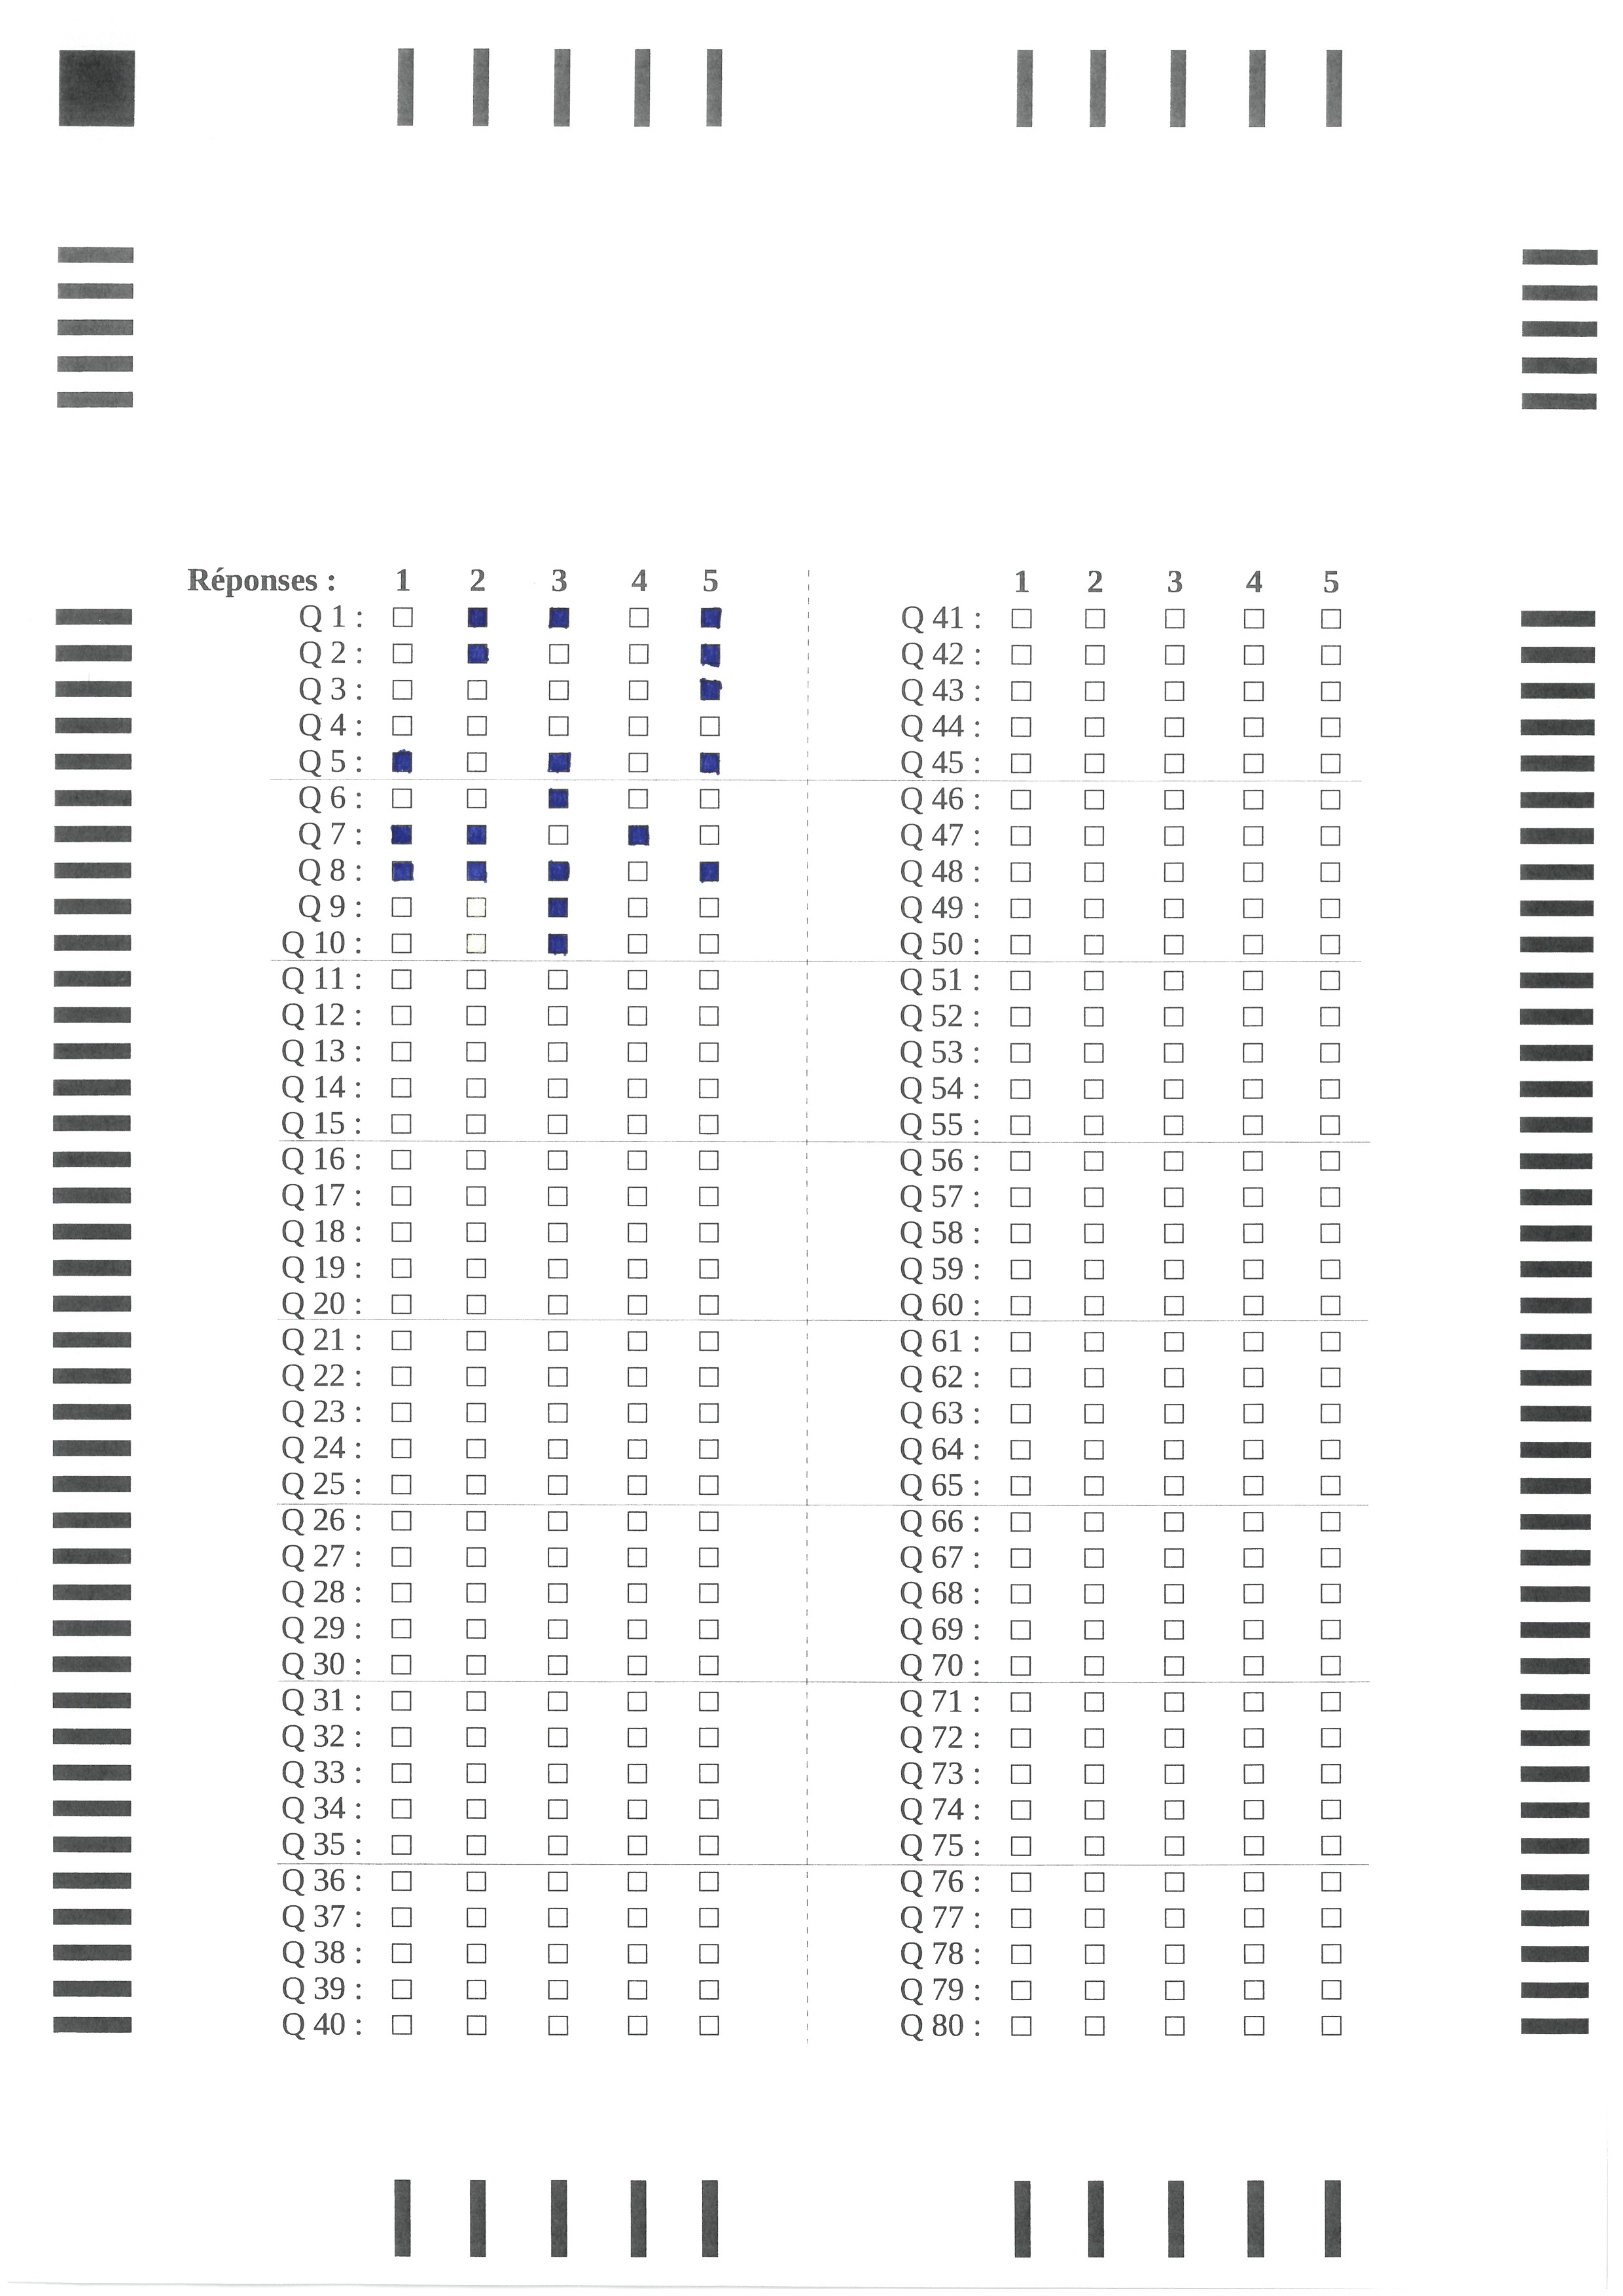 Réponses : 1 2 3 4 5 1 2 3 4 5
Q 1 : Q 41 :
Q 2 : Q 42 :
Q 3 : Q 43 :
Q 4 : Q 44 :
Q 5 : Q 45 :
Q 6 : Q 46 :
Q 7 : Q 47 :
Q 8 : Q 48 :
Q 9 : Q 49 :
Q 10 : Q 50 :
Q 11 : Q 51 :
Q 12 : Q 52 :
Q 13 : Q 53 :
Q 14 : Q 54 :
Q 15 : Q 55 :
Q 16 : Q 56 :
Q 17 : Q 57 :
Q 18 : Q 58 :
Q 19 : Q 59 :
Q 20 : Q 60 :
Q 21 : Q 61 :
Q 22 : Q 62 :
Q 23 : Q 63 :
Q 24 : Q 64 :
Q 25 : Q 65 :
Q 26 : Q 66 :
Q 27 : Q 67 :
Q 28 : Q 68 :
Q 29 : Q 69 :
Q 30 : Q 70 :
Q 31 : Q 71 :
Q 32 : Q 72 :
Q 33 : Q 73 :
Q 34 : Q 74 :
Q 35 : Q 75 :
Q 36 : Q 76 :
Q 37 : Q 77 :
Q 38 : Q 78 :
Q 39 : Q 79 :
Q 40 : Q 80 :